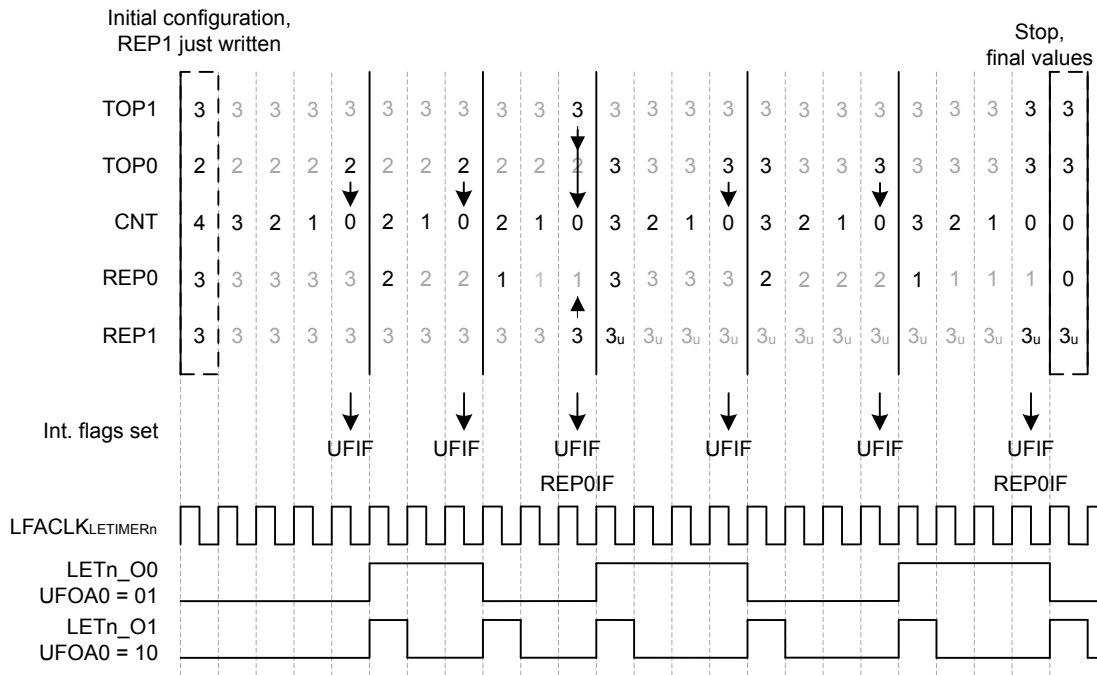 Initial configuration,
REP1 just written
Stop,
final values
TOP1 3 3 3 3 3 3 3 3 3 3 3 3 3 3 3 3 3 3 3 3 3 3 3 3
TOP0 2 2 2 2 2 2 2 2 2 2 2 3 3 3 3 3 3 3 3 3 3 3 3 3
CNT 4 3 2 1 0 2 1 0 2 1 0 3 2 1 0 3 2 1 0 3 2 1 0 0
REP0 3 3 3 3 3 2 2 2 1 1 1 3 3 3 3 2 2 2 2 1 1 1 1 0
REP1 3 3 3 3 3 3 3 3 3 3 3 3u 3u 3u 3u 3u 3u 3u 3u 3u 3u 3u 3u 3u
Int. flags set
UFIF UFIF UFIF UFIF UFIF UFIF
REP0IF REP0IF
LFACLKLETIMERn
LETn_O0
UFOA0 = 01
LETn_O1
UFOA0 = 10